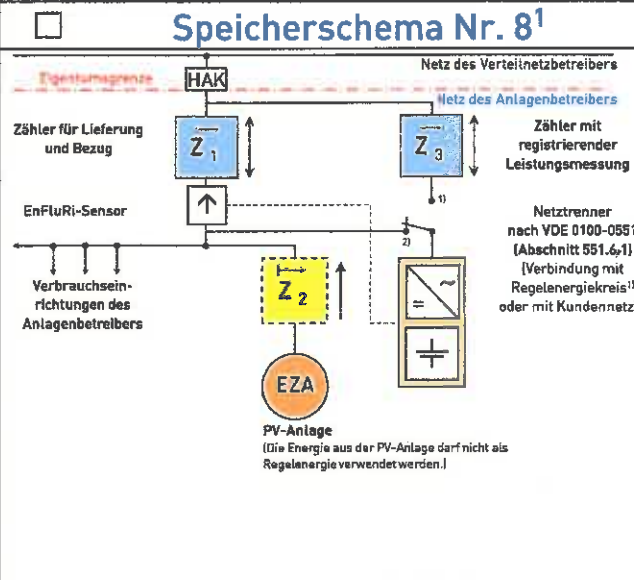 Speicherschema Nr. 8¹
Netz des Verteilnetzbetreibers
Eigentumsgrenze
HAK
Netz des Anlagenbetreibers
Zähler für Lieferung
und Bezug
Z 1
Z 3
Zähler mit
registrierender
Leistungsmessung
1)
EnFluRi-Sensor
Netztrenner
nach VDE 0100-0551
(Abschnitt 551.6.1)
(Verbindung mit
Regelenergiekreis¹⁾
oder mit Kundennetz
2)
Verbrauchsein-
richtungen des
Anlagenbetreibers
Z 2
EZA
PV-Anlage
(Die Energie aus der PV-Anlage darf nicht als
Regelenergie verwendet werden.)